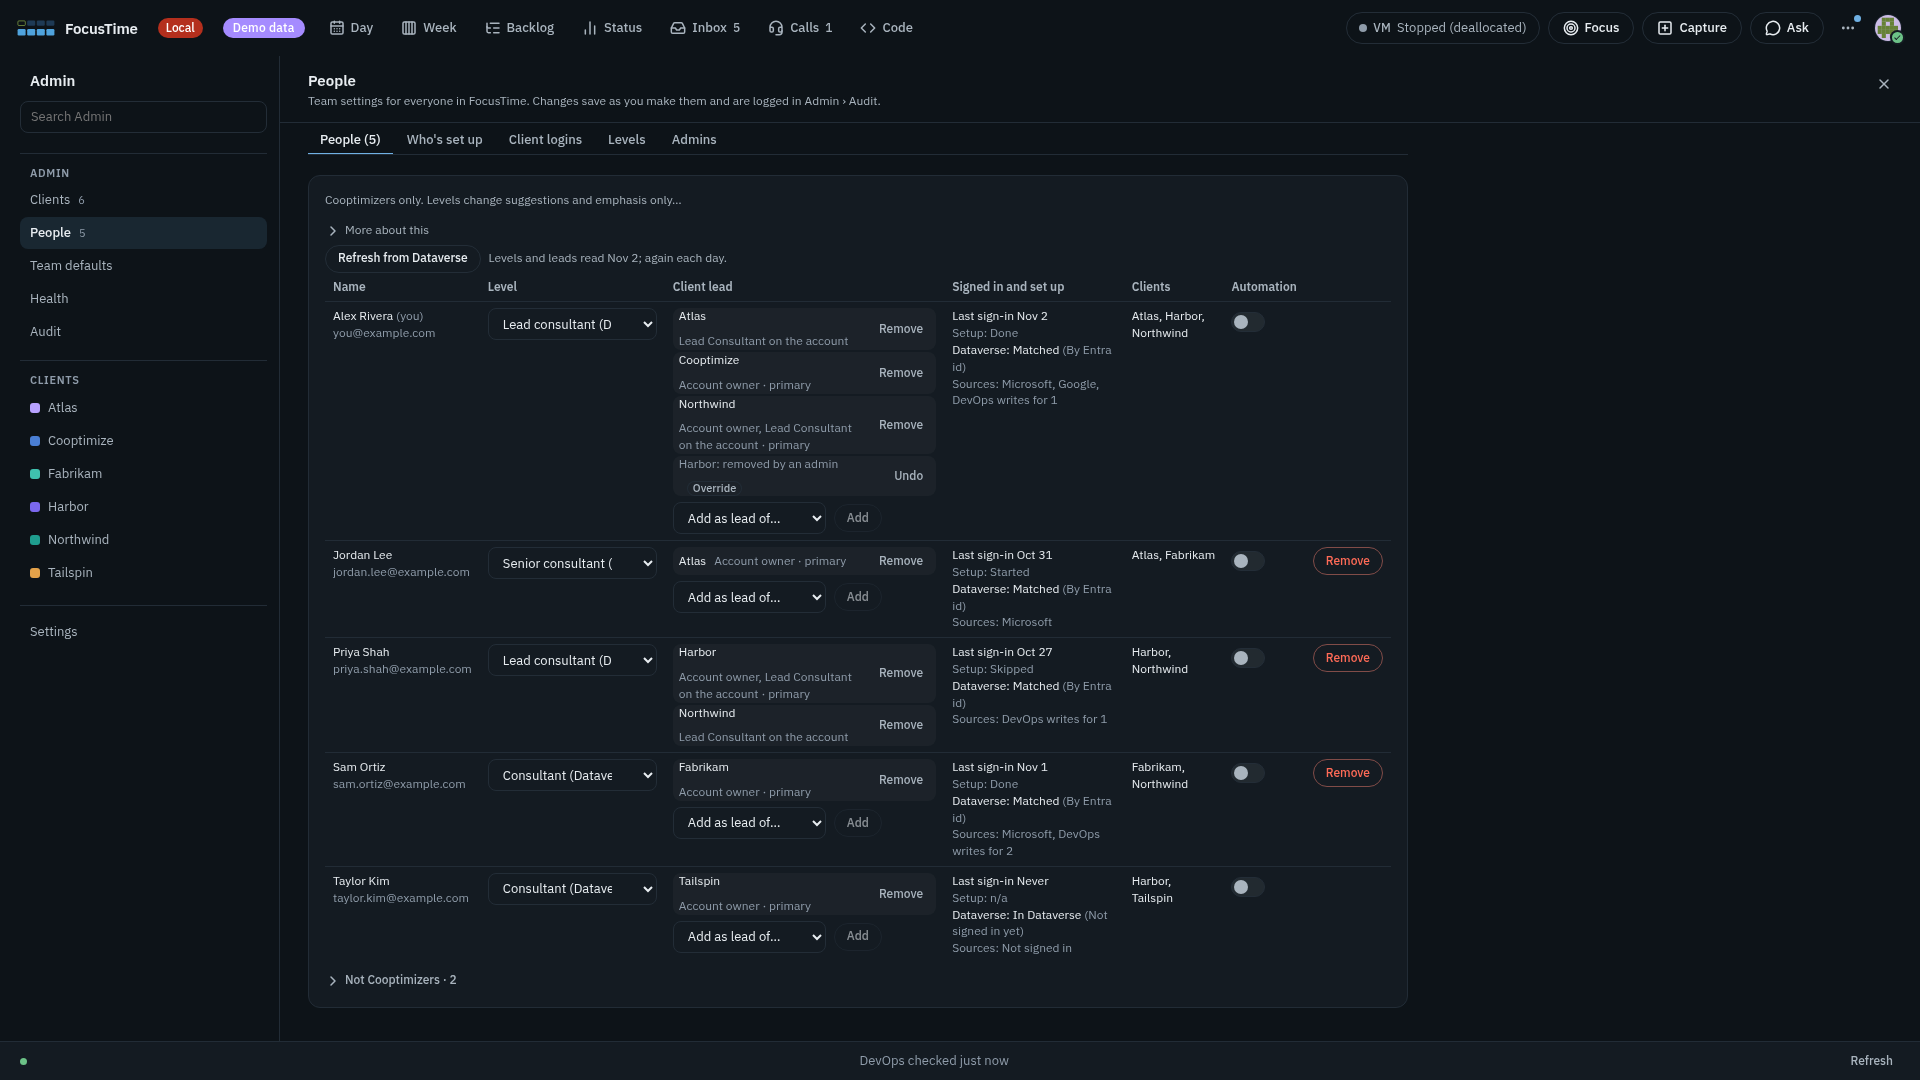 FocusTime
Local
Demo data
Day
Week
Backlog
Status
Inbox 5
Calls 1
Code
VM Stopped (deallocated)
Focus
Capture
Ask
Admin
Search Admin
ADMIN
Clients 6
People 5
Team defaults
Health
Audit
CLIENTS
Atlas
Cooptimize
Fabrikam
Harbor
Northwind
Tailspin
Settings
People
Team settings for everyone in FocusTime. Changes save as you make them and are logged in Admin › Audit.
People (5)
Who's set up
Client logins
Levels
Admins
Cooptimizers only. Levels change suggestions and emphasis only...
More about this
Refresh from Dataverse
Levels and leads read Nov 2; again each day.
Name
Level
Client lead
Signed in and set up
Clients
Automation
Alex Rivera (you)
you@example.com
Lead consultant (D
Atlas
Lead Consultant on the account
Remove
Cooptimize
Account owner · primary
Remove
Northwind
Account owner, Lead Consultant
on the account · primary
Remove
Harbor: removed by an admin
Override
Undo
Add as lead of...
Add
Last sign-in Nov 2
Setup: Done
Dataverse: Matched (By Entra
id)
Sources: Microsoft, Google,
DevOps writes for 1
Atlas, Harbor,
Northwind
Jordan Lee
jordan.lee@example.com
Senior consultant (
Atlas Account owner · primary
Remove
Add as lead of...
Add
Last sign-in Oct 31
Setup: Started
Dataverse: Matched (By Entra
id)
Sources: Microsoft
Atlas, Fabrikam
Remove
Priya Shah
priya.shah@example.com
Lead consultant (D
Harbor
Account owner, Lead Consultant
on the account · primary
Remove
Northwind
Lead Consultant on the account
Remove
Last sign-in Oct 27
Setup: Skipped
Dataverse: Matched (By Entra
id)
Sources: DevOps writes for 1
Harbor,
Northwind
Remove
Sam Ortiz
sam.ortiz@example.com
Consultant (Datave
Fabrikam
Account owner · primary
Remove
Add as lead of...
Add
Last sign-in Nov 1
Setup: Done
Dataverse: Matched (By Entra
id)
Sources: Microsoft, DevOps
writes for 2
Fabrikam,
Northwind
Remove
Taylor Kim
taylor.kim@example.com
Consultant (Datave
Tailspin
Account owner · primary
Remove
Add as lead of...
Add
Last sign-in Never
Setup: n/a
Dataverse: In Dataverse (Not
signed in yet)
Sources: Not signed in
Harbor,
Tailspin
Not Cooptimizers · 2
DevOps checked just now
Refresh